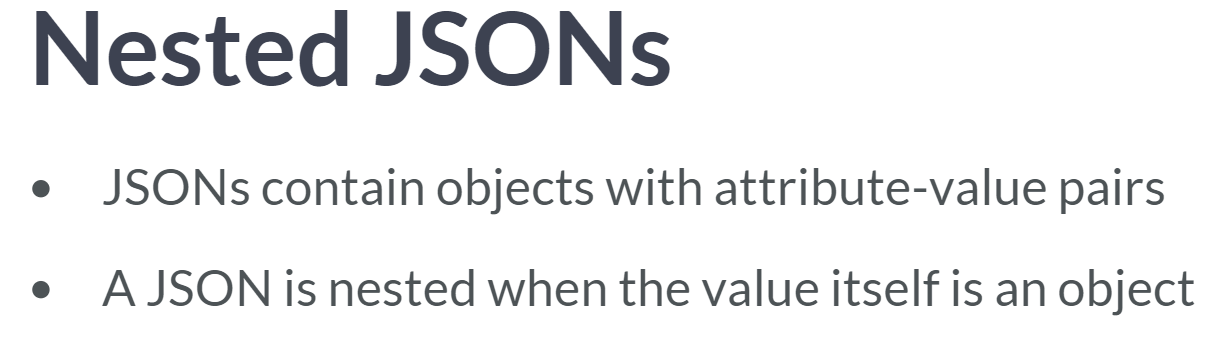 Nested JSONs
• JSONs contain objects with attribute-value pairs
• A JSON is nested when the value itself is an object